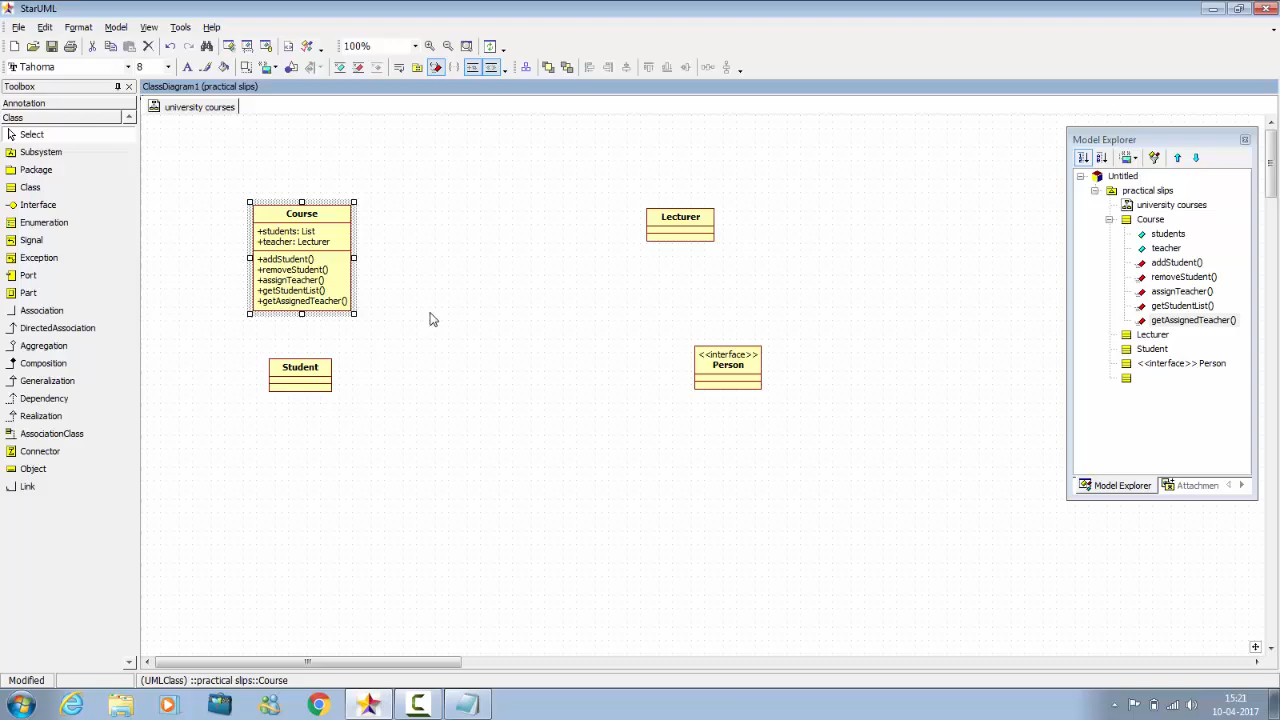 StarUML
File Edit Format Model View Tools Help
100%
Tahoma 8
Toolbox
ClassDiagram1 (practical slips)
Annotation
Class
university courses
Select
Subsystem
Package
Class
Interface
Enumeration
Signal
Exception
Port
Part
Association
DirectedAssociation
Aggregation
Composition
Generalization
Dependency
Realization
AssociationClass
Connector
Object
Link
Course
+students: List
+teacher: Lecturer
+addStudent()
+removeStudent()
+assignTeacher()
+getStudentList()
+getAssignedTeacher()
Lecturer
Student
<<interface>>
Person
Model Explorer
Untitled
practical slips
university courses
Course
students
teacher
addStudent()
removeStudent()
assignTeacher()
getStudentList()
getAssignedTeacher()
Lecturer
Student
<<interface>> Person
Model Explorer Attachmen
Modified
(UMLClass) ::practical slips::Course
15:21
10-04-2017